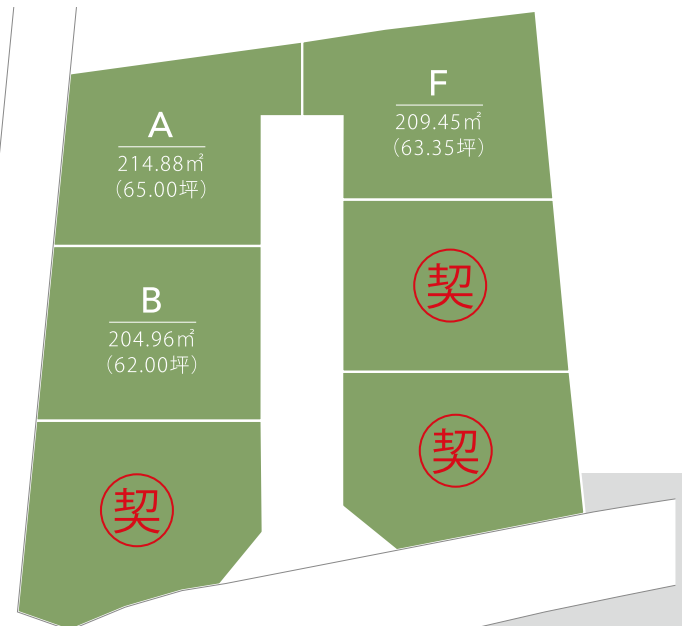 A
214.88㎡
（65.00坪）
F
209.45㎡
（63.35坪）
B
204.96㎡
（62.00坪）
契
契
契